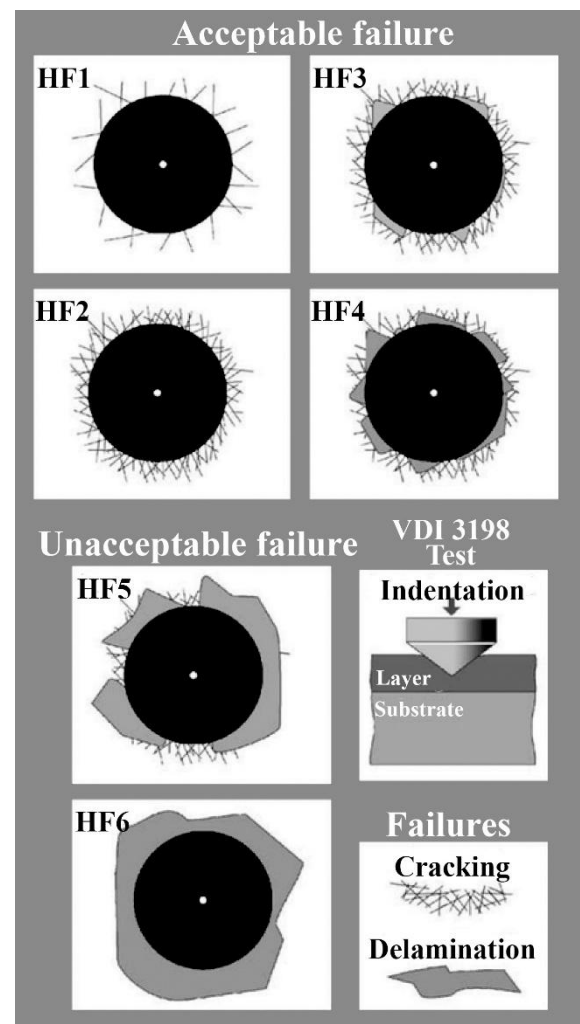 Acceptable failure
HF1
HF3
HF2
HF4
Unacceptable failure
VDI 3198
Test
HF5
Indentation
Layer
Substrate
HF6
Failures
Cracking
Delamination